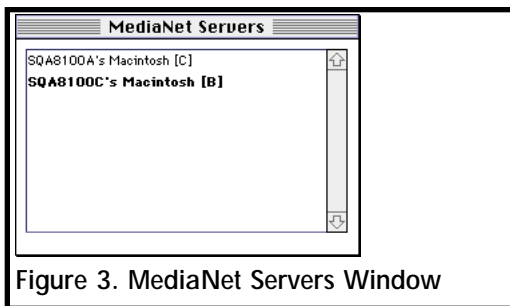 MediaNet Servers
SQA8100A's Macintosh [C]
SQA8100C's Macintosh [B]
Figure 3. MediaNet Servers Window